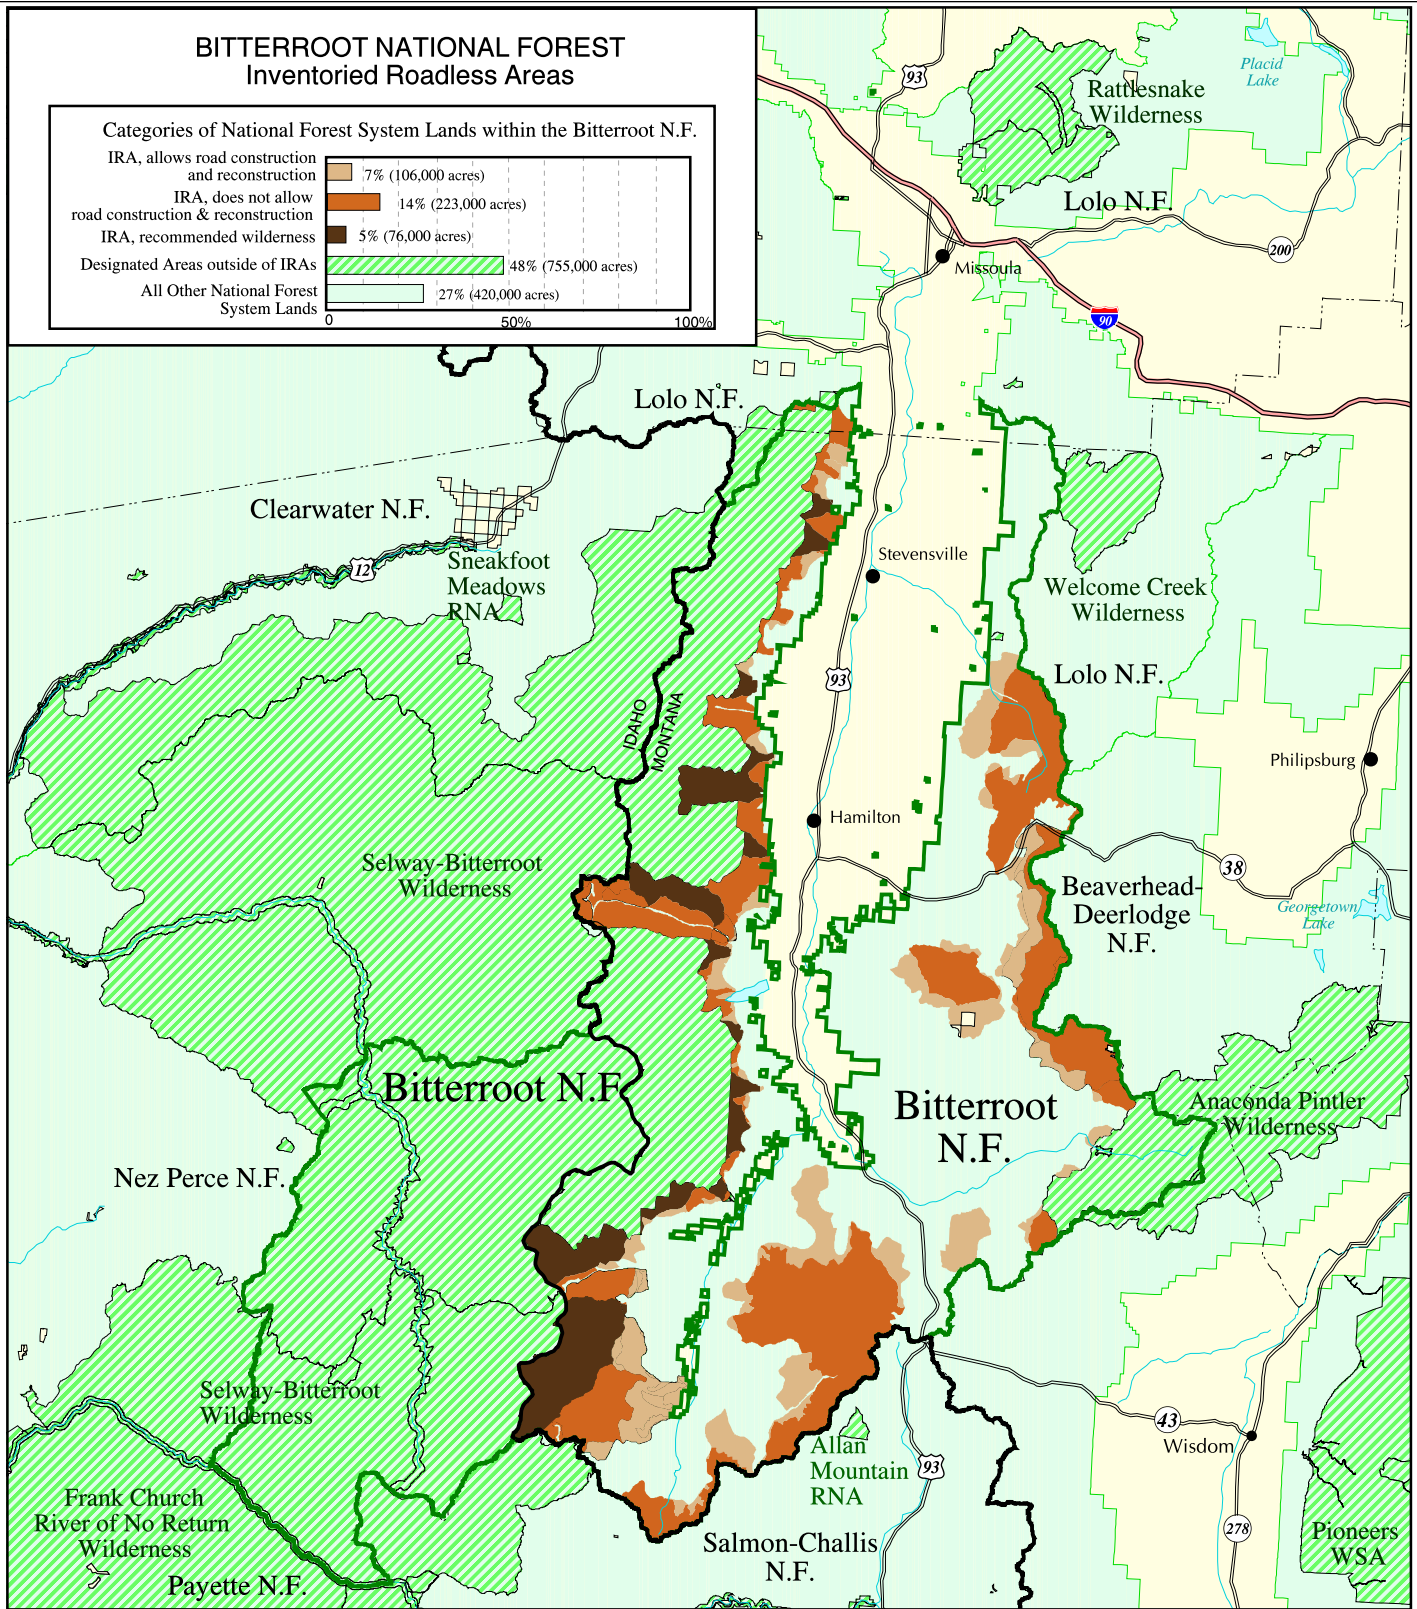 BITTERROOT NATIONAL FOREST
Inventoried Roadless Areas
Categories of National Forest System Lands within the Bitterroot N.F.
IRA, allows road construction
and reconstruction
7% (106,000 acres)
IRA, does not allow
road construction & reconstruction
14% (223,000 acres)
IRA, recommended wilderness
5% (76,000 acres)
Designated Areas outside of IRAs
48% (755,000 acres)
All Other National Forest
System Lands
27% (420,000 acres)
0
50%
100%
93
Placid
Lake
Rattlesnake
Wilderness
Lolo N.F.
200
Missoula
90
Lolo N.F.
Clearwater N.F.
12
Sneakfoot
Meadows
RNA
Stevensville
Welcome Creek
Wilderness
Lolo N.F.
93
IDAHO
MONTANA
Philipsburg
Hamilton
Selway-Bitterroot
Wilderness
38
Beaverhead-
Deerlodge
N.F.
Georgetown
Lake
Bitterroot N.F.
Bitterroot
N.F.
Anaconda Pintler
Wilderness
Nez Perce N.F.
Selway-Bitterroot
Wilderness
43
Wisdom
Allan
Mountain
RNA
93
Frank Church
River of No Return
Wilderness
278
Pioneers
WSA
Salmon-Challis
N.F.
Payette N.F.